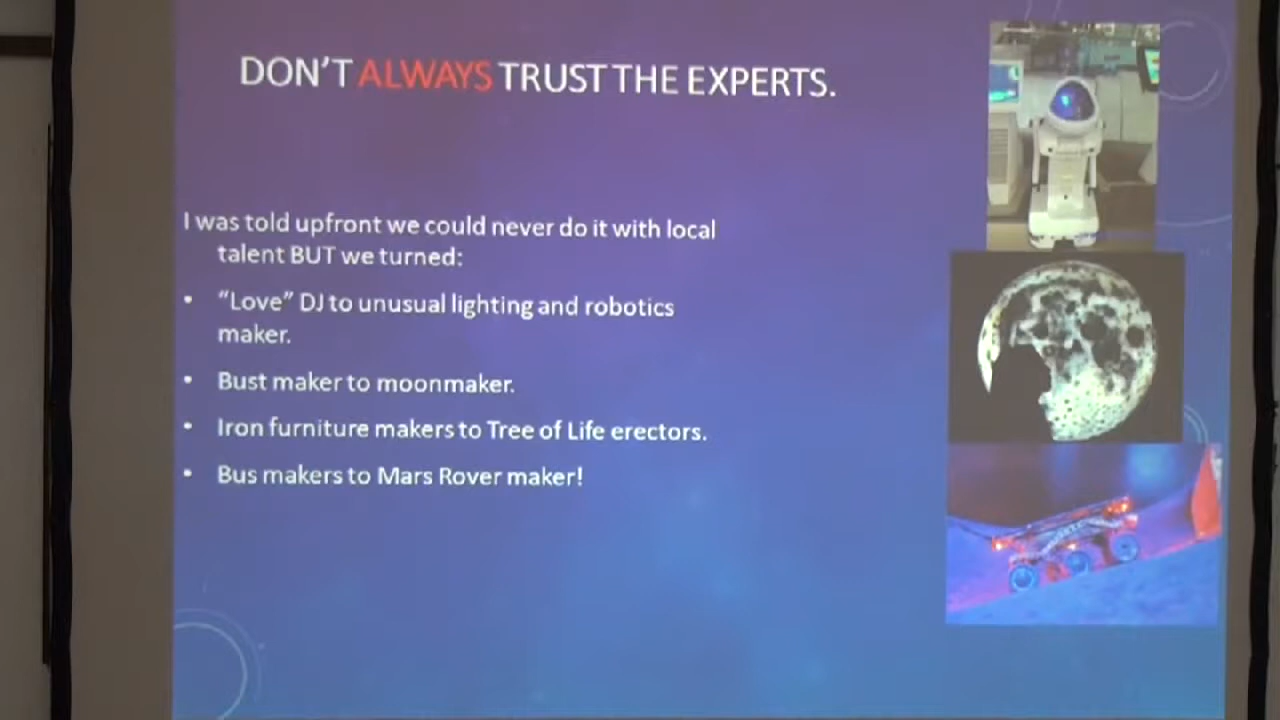 DON'T ALWAYS TRUST THE EXPERTS.
I was told upfront we could never do it with local
talent BUT we turned:
• "Love" DJ to unusual lighting and robotics
maker.
• Bust maker to moonmaker.
• Iron furniture makers to Tree of Life erectors.
• Bus makers to Mars Rover maker!